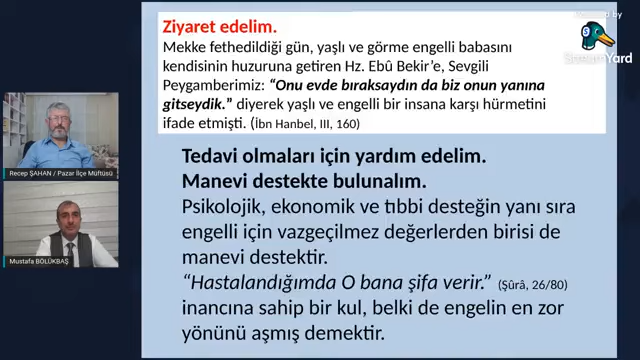 Powered by
StreamYard
Ziyaret edelim.
Mekke fethedildiği gün, yaşlı ve görme engelli babasını
kendisinin huzuruna getiren Hz. Ebû Bekir’e, Sevgili
Peygamberimiz: “Onu evde bıraksaydın da biz onun yanına
gitseydik.” diyerek yaşlı ve engelli bir insana karşı hürmetini
ifade etmişti. (İbn Hanbel, III, 160)
Tedavi olmaları için yardım edelim.
Manevi destekte bulunalım.
Psikolojik, ekonomik ve tıbbi desteğin yanı sıra
engelli için vazgeçilmez değerlerden birisi de
manevi destektir.
“Hastalandığımda O bana şifa verir.” (Şûrâ, 26/80)
inancına sahip bir kul, belki de engelin en zor
yönünü aşmış demektir.
Recep ŞAHAN / Pazar İlçe Müftüsü
Mustafa BÖLÜKBAŞ